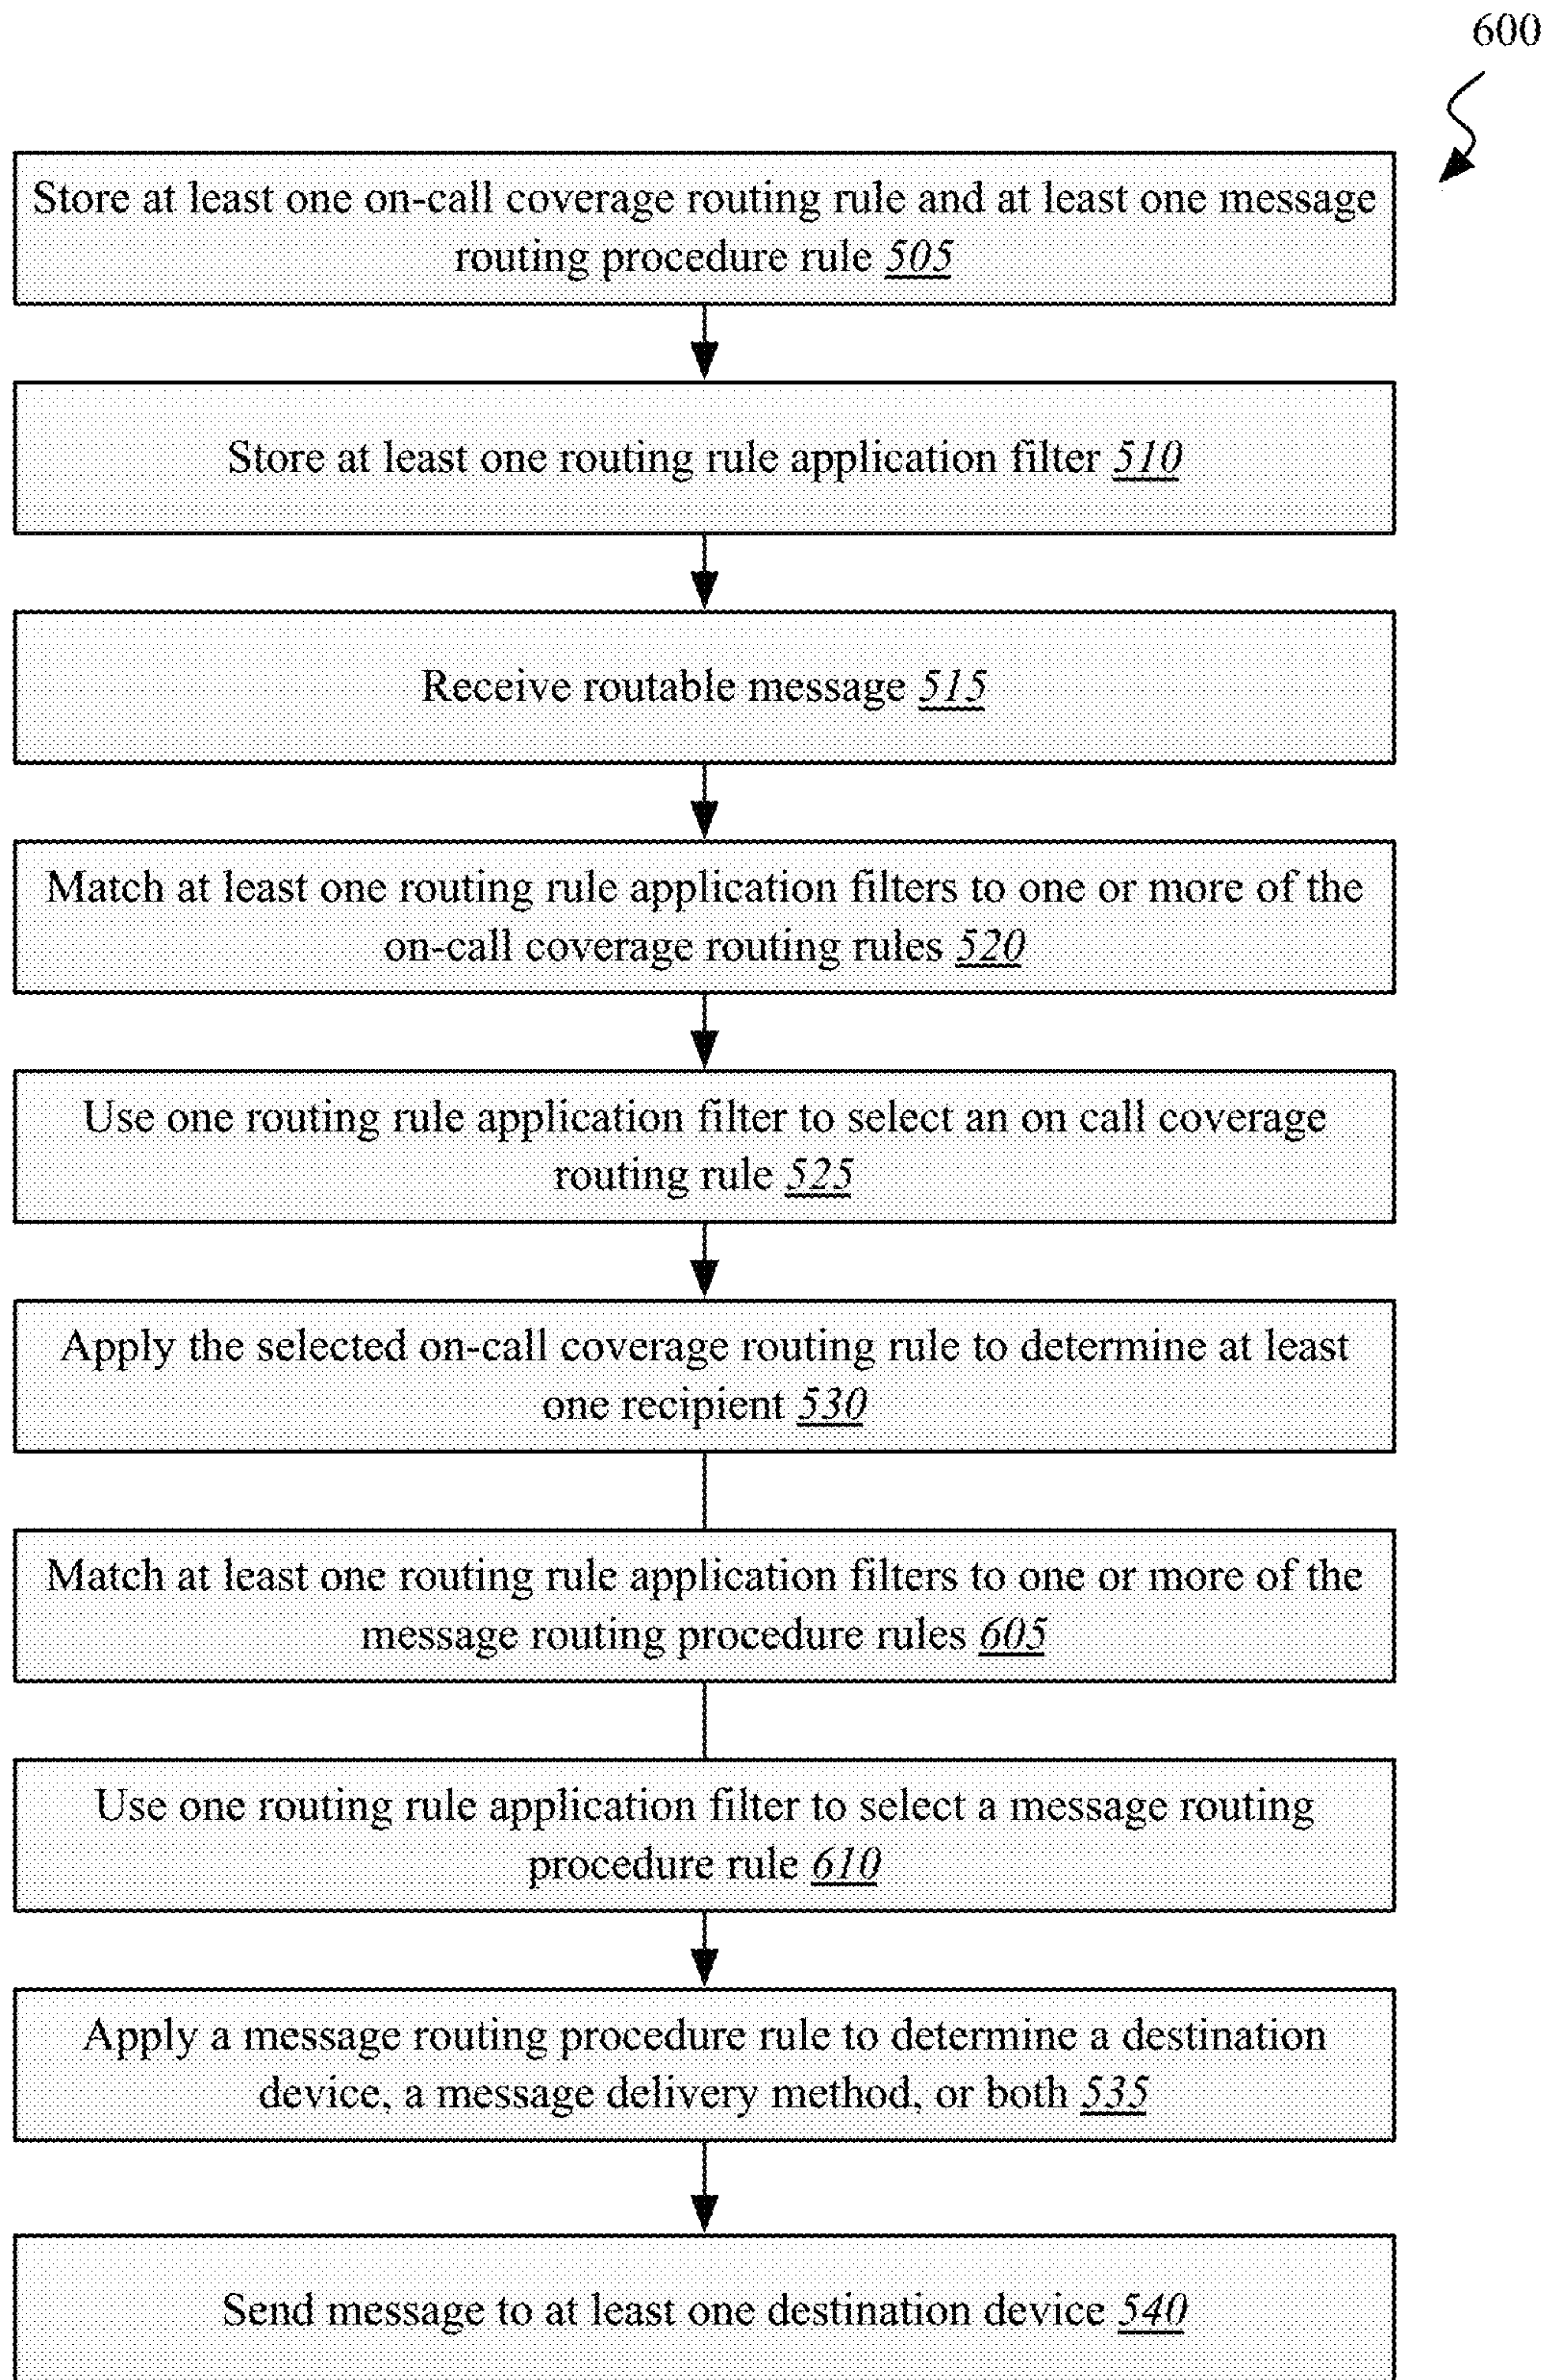 600
Store at least one on-call coverage routing rule and at least one message
routing procedure rule 505
Store at least one routing rule application filter 510
Receive routable message 515
Match at least one routing rule application filters to one or more of the
on-call coverage routing rules 520
Use one routing rule application filter to select an on call coverage
routing rule 525
Apply the selected on-call coverage routing rule to determine at least
one recipient 530
Match at least one routing rule application filters to one or more of the
message routing procedure rules 605
Use one routing rule application filter to select a message routing
procedure rule 610
Apply a message routing procedure rule to determine a destination
device, a message delivery method, or both 535
Send message to at least one destination device 540